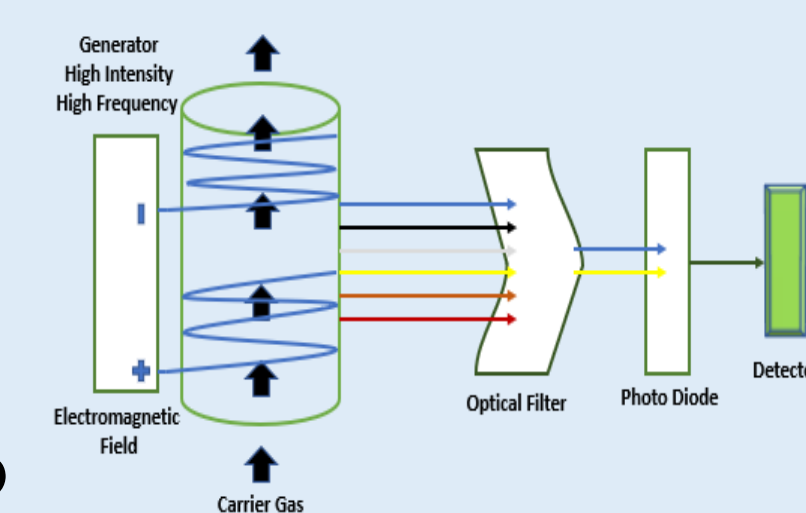 Generator
High Intensity
High Frequency
Electromagnetic
Field
Carrier Gas
Optical Filter
Photo Diode